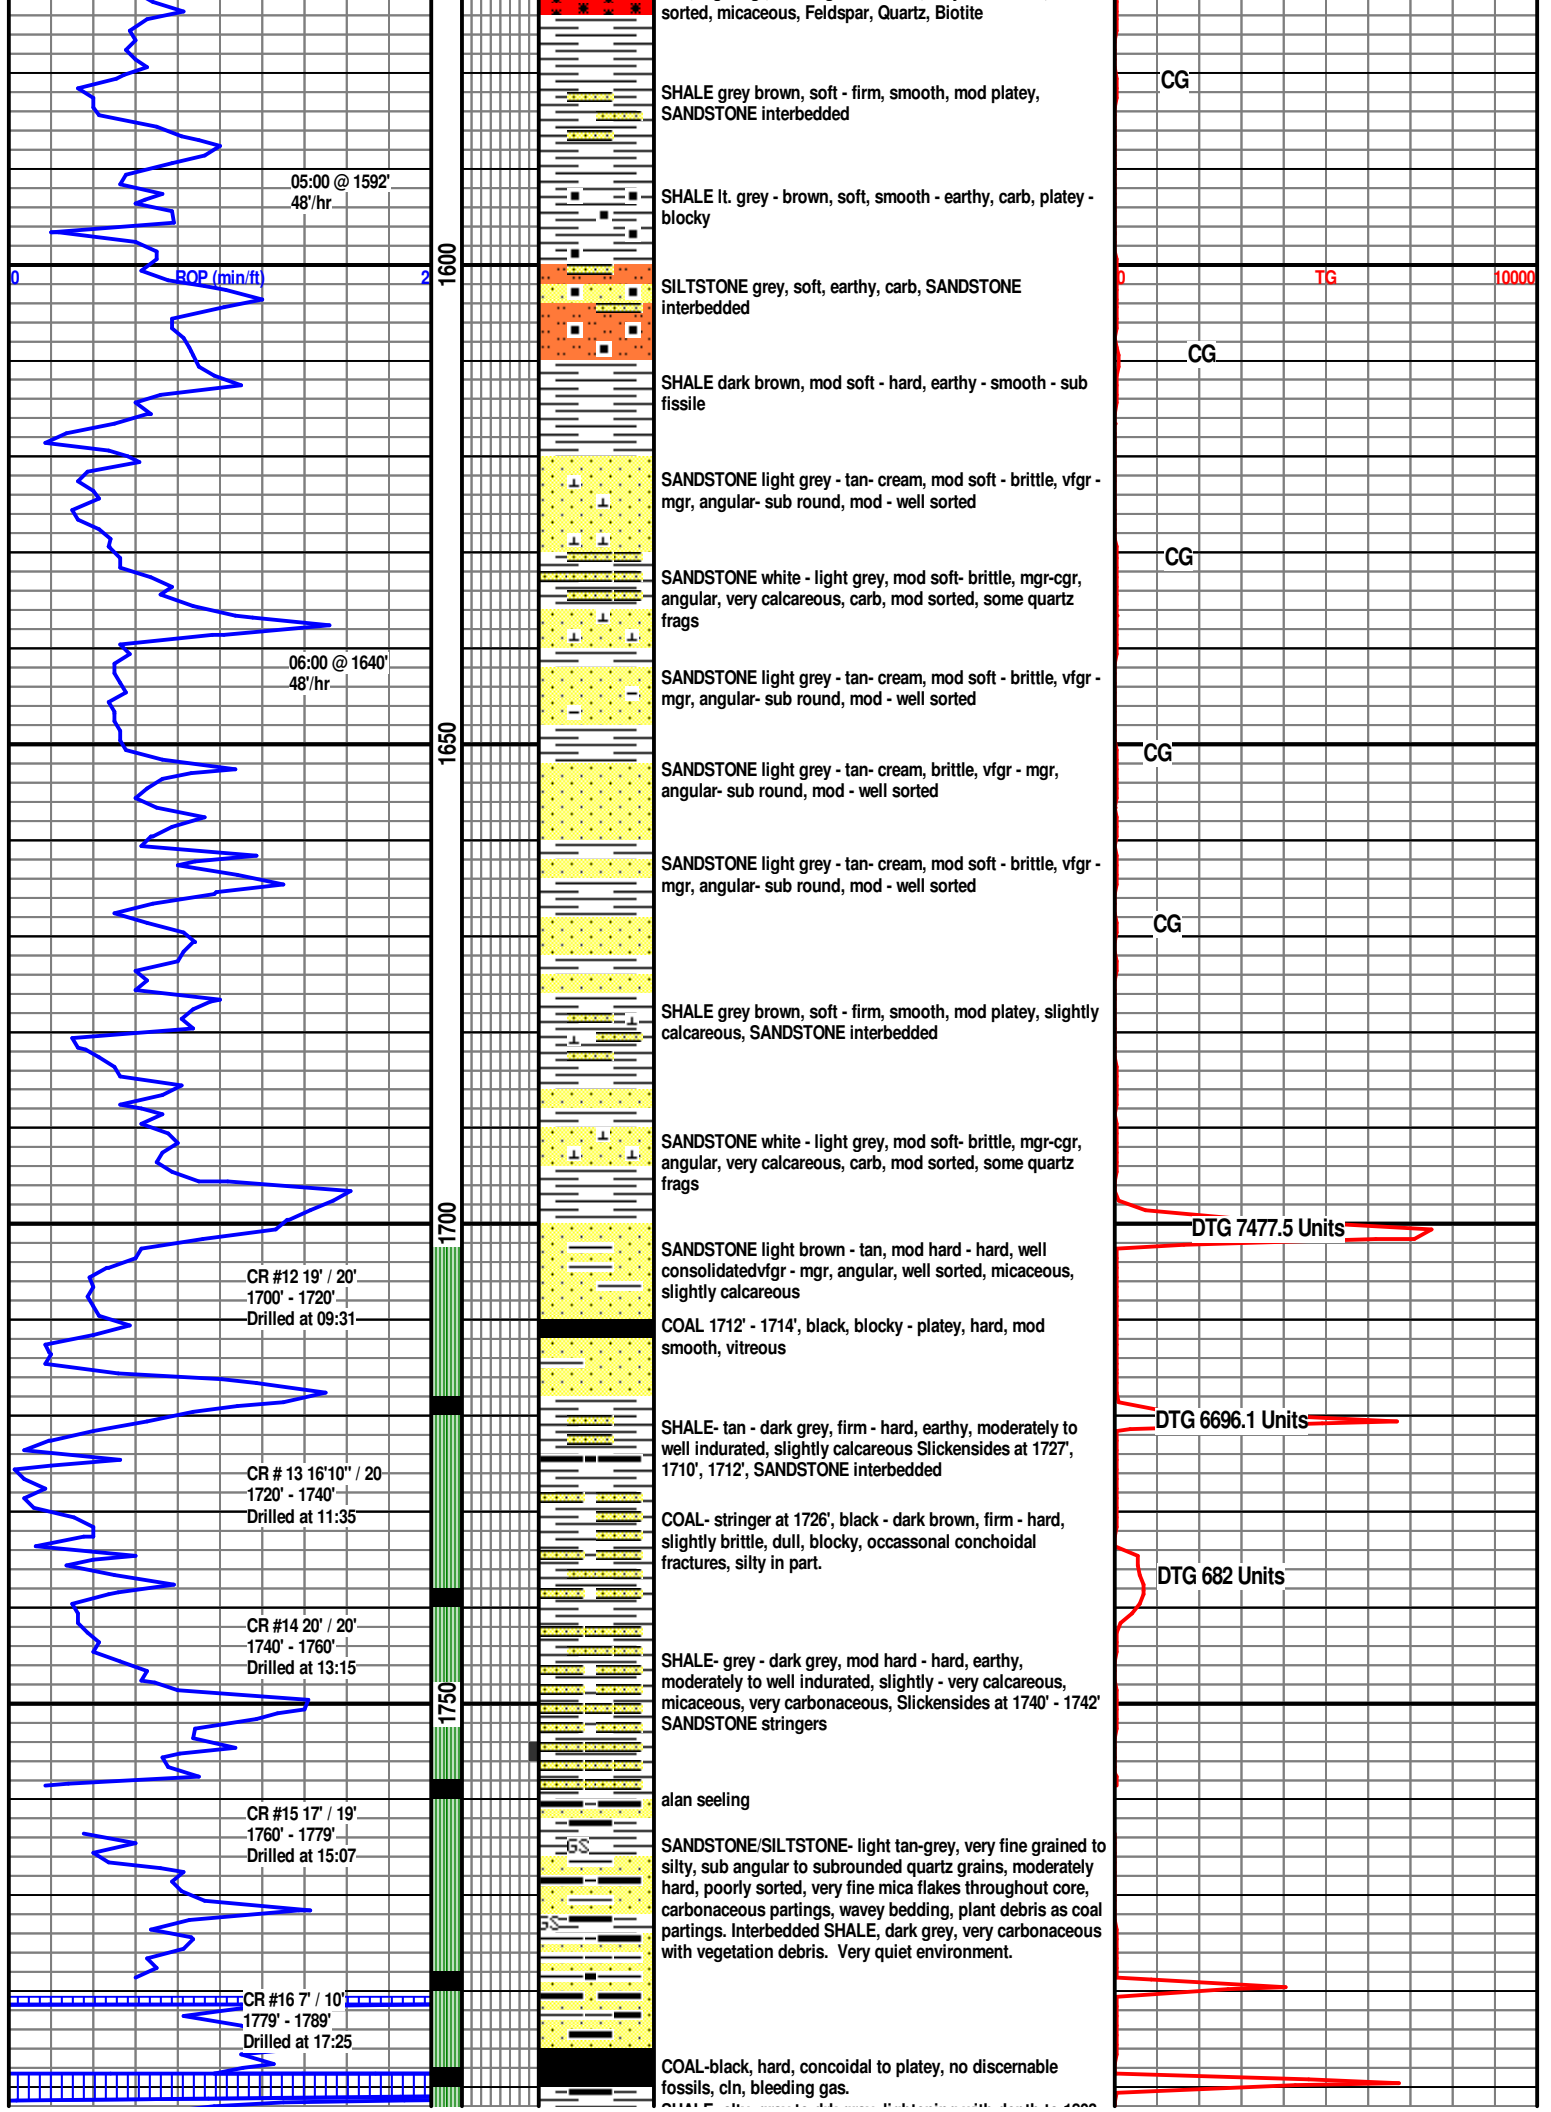 sorted, micaceous, Feldspar, Quartz, Biotite
CG
SHALE grey brown, soft - firm, smooth, mod platey,
SANDSTONE interbedded
05:00 @ 1592'
48'/hr
SHALE lt. grey - brown, soft, smooth - earthy, carb, platey -
blocky
1600
0 ROP (min/ft) 2
0 TG 10000
SILTSTONE grey, soft, earthy, carb, SANDSTONE
interbedded
CG
SHALE dark brown, mod soft - hard, earthy - smooth - sub
fissile
SANDSTONE light grey - tan- cream, mod soft - brittle, vfgr -
mgr, angular- sub round, mod - well sorted
CG
SANDSTONE white - light grey, mod soft- brittle, mgr-cgr,
angular, very calcareous, carb, mod sorted, some quartz
frags
06:00 @ 1640'
48'/hr
SANDSTONE light grey - tan- cream, mod soft - brittle, vfgr -
mgr, angular- sub round, mod - well sorted
1650
CG
SANDSTONE light grey - tan- cream, brittle, vfgr - mgr,
angular- sub round, mod - well sorted
SANDSTONE light grey - tan- cream, mod soft - brittle, vfgr -
mgr, angular- sub round, mod - well sorted
CG
SHALE grey brown, soft - firm, smooth, mod platey, slightly
calcareous, SANDSTONE interbedded
SANDSTONE white - light grey, mod soft- brittle, mgr-cgr,
angular, very calcareous, carb, mod sorted, some quartz
frags
1700
DTG 7477.5 Units
SANDSTONE light brown - tan, mod hard - hard, well
consolidatedvfgr - mgr, angular, well sorted, micaceous,
slightly calcareous
CR #12 19' / 20'
1700' - 1720'
Drilled at 09:31
COAL 1712' - 1714', black, blocky - platey, hard, mod
smooth, vitreous
DTG 6696.1 Units
SHALE- tan - dark grey, firm - hard, earthy, moderately to
well indurated, slightly calcareous Slickensides at 1727',
1710', 1712', SANDSTONE interbedded
CR # 13 16'10" / 20
1720' - 1740'
Drilled at 11:35
COAL- stringer at 1726', black - dark brown, firm - hard,
slightly brittle, dull, blocky, occassonal conchoidal
fractures, silty in part.
DTG 682 Units
CR #14 20' / 20'
1740' - 1760'
Drilled at 13:15
SHALE- grey - dark grey, mod hard - hard, earthy,
moderately to well indurated, slightly - very calcareous,
micaceous, very carbonaceous, Slickensides at 1740' - 1742'
SANDSTONE stringers
1750
alan seeling
CR #15 17' / 19'
1760' - 1779'
Drilled at 15:07
GS
SANDSTONE/SILTSTONE- light tan-grey, very fine grained to
silty, sub angular to subrounded quartz grains, moderately
hard, poorly sorted, very fine mica flakes throughout core,
carbonaceous partings, wavey bedding, plant debris as coal
partings. Interbedded SHALE, dark grey, very carbonaceous
with vegetation debris. Very quiet environment.
GS
CR #16 7' / 10'
1779' - 1789'
Drilled at 17:25
COAL-black, hard, concoidal to platey, no discernable
fossils, cln, bleeding gas.